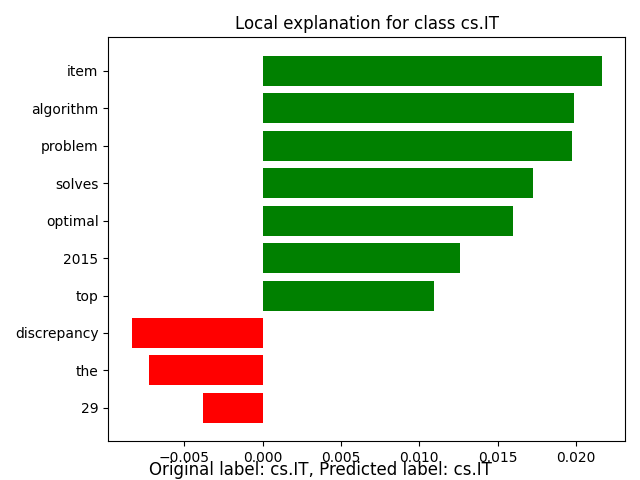 Local explanation for class cs.IT
item
algorithm
problem
solves
optimal
2015
top
discrepancy
the
29
−0.005 0.000 0.005 0.010 0.015 0.020
Original label: cs.IT, Predicted label: cs.IT